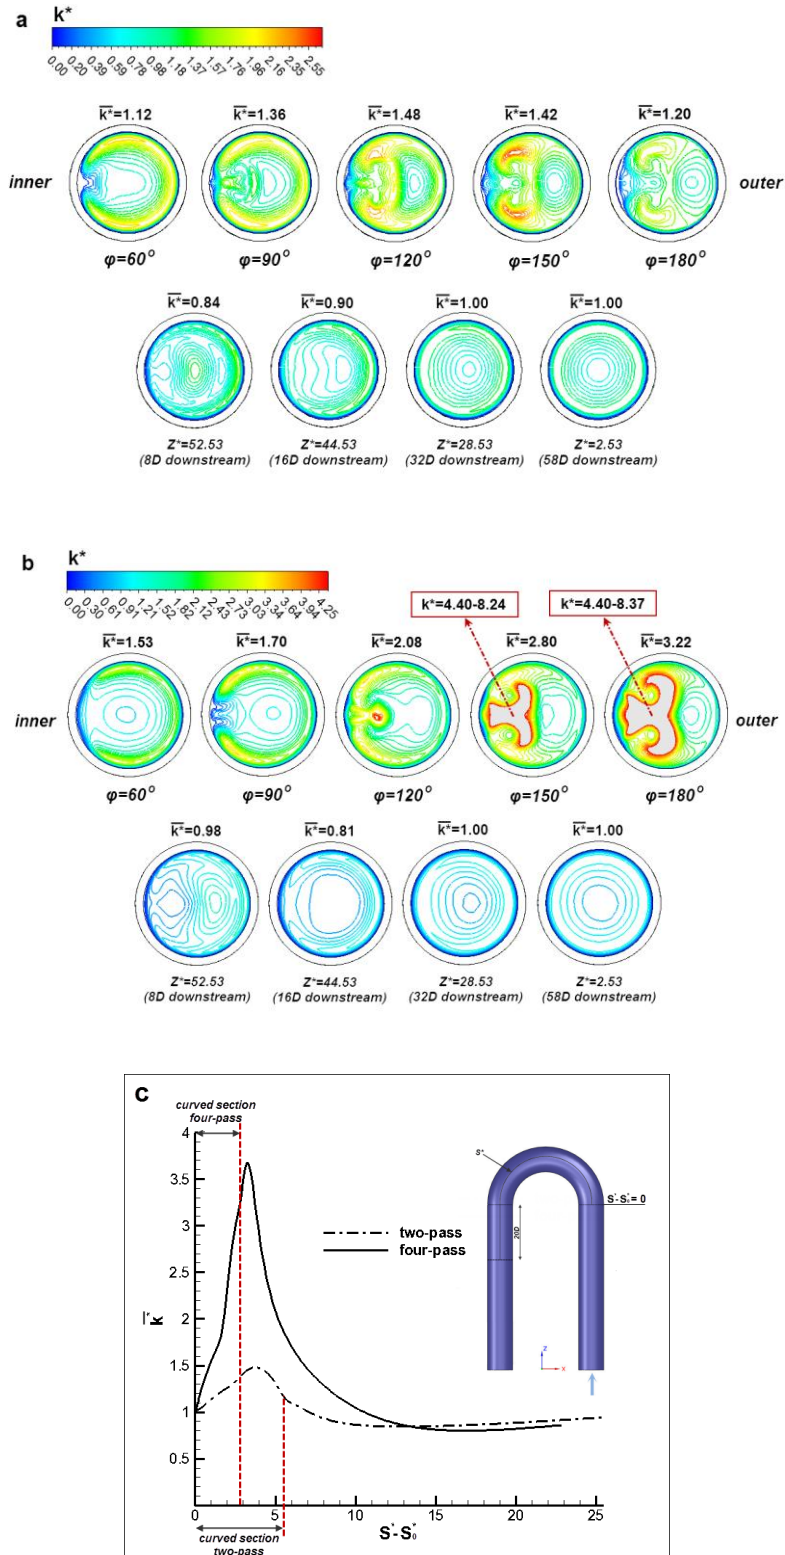 a
k*
0.00 0.20 0.39 0.59 0.78 0.98 1.18 1.37 1.57 1.76 1.96 2.16 2.35 2.55
k*=1.12 k*=1.36 k*=1.48 k*=1.42 k*=1.20
inner outer
φ=60° φ=90° φ=120° φ=150° φ=180°
k*=0.84 k*=0.90 k*=1.00 k*=1.00
Z*=52.53 Z*=44.53 Z*=28.53 Z*=2.53
(8D downstream) (16D downstream) (32D downstream) (58D downstream)
b
k*
0.00 0.30 0.61 0.91 1.21 1.52 1.82 2.12 2.43 2.73 3.03 3.34 3.64 3.94 4.25
k*=4.40-8.24 k*=4.40-8.37
k*=1.53 k*=1.70 k*=2.08 k*=2.80 k*=3.22
inner outer
φ=60° φ=90° φ=120° φ=150° φ=180°
k*=0.98 k*=0.81 k*=1.00 k*=1.00
Z*=52.53 Z*=44.53 Z*=28.53 Z*=2.53
(8D downstream) (16D downstream) (32D downstream) (58D downstream)
c
curved section
four-pass
4
3.5
3
2.5
2
1.5
1
0.5
k*
S*
S*-S₀*= 0
20D
two-pass
four-pass
Z
X
0 5 10 15 20 25
S*-S₀*
curved section
two-pass